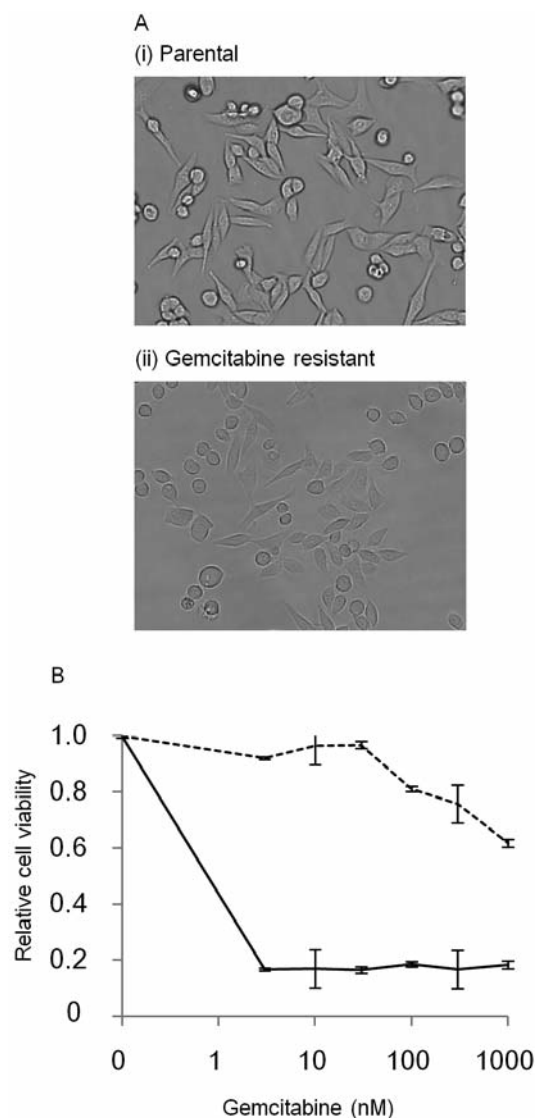 A
(i) Parental
(ii) Gemcitabine resistant
B
Relative cell viability
1.0
0.8
0.6
0.4
0.2
0
0 1 10 100 1000
Gemcitabine (nM)